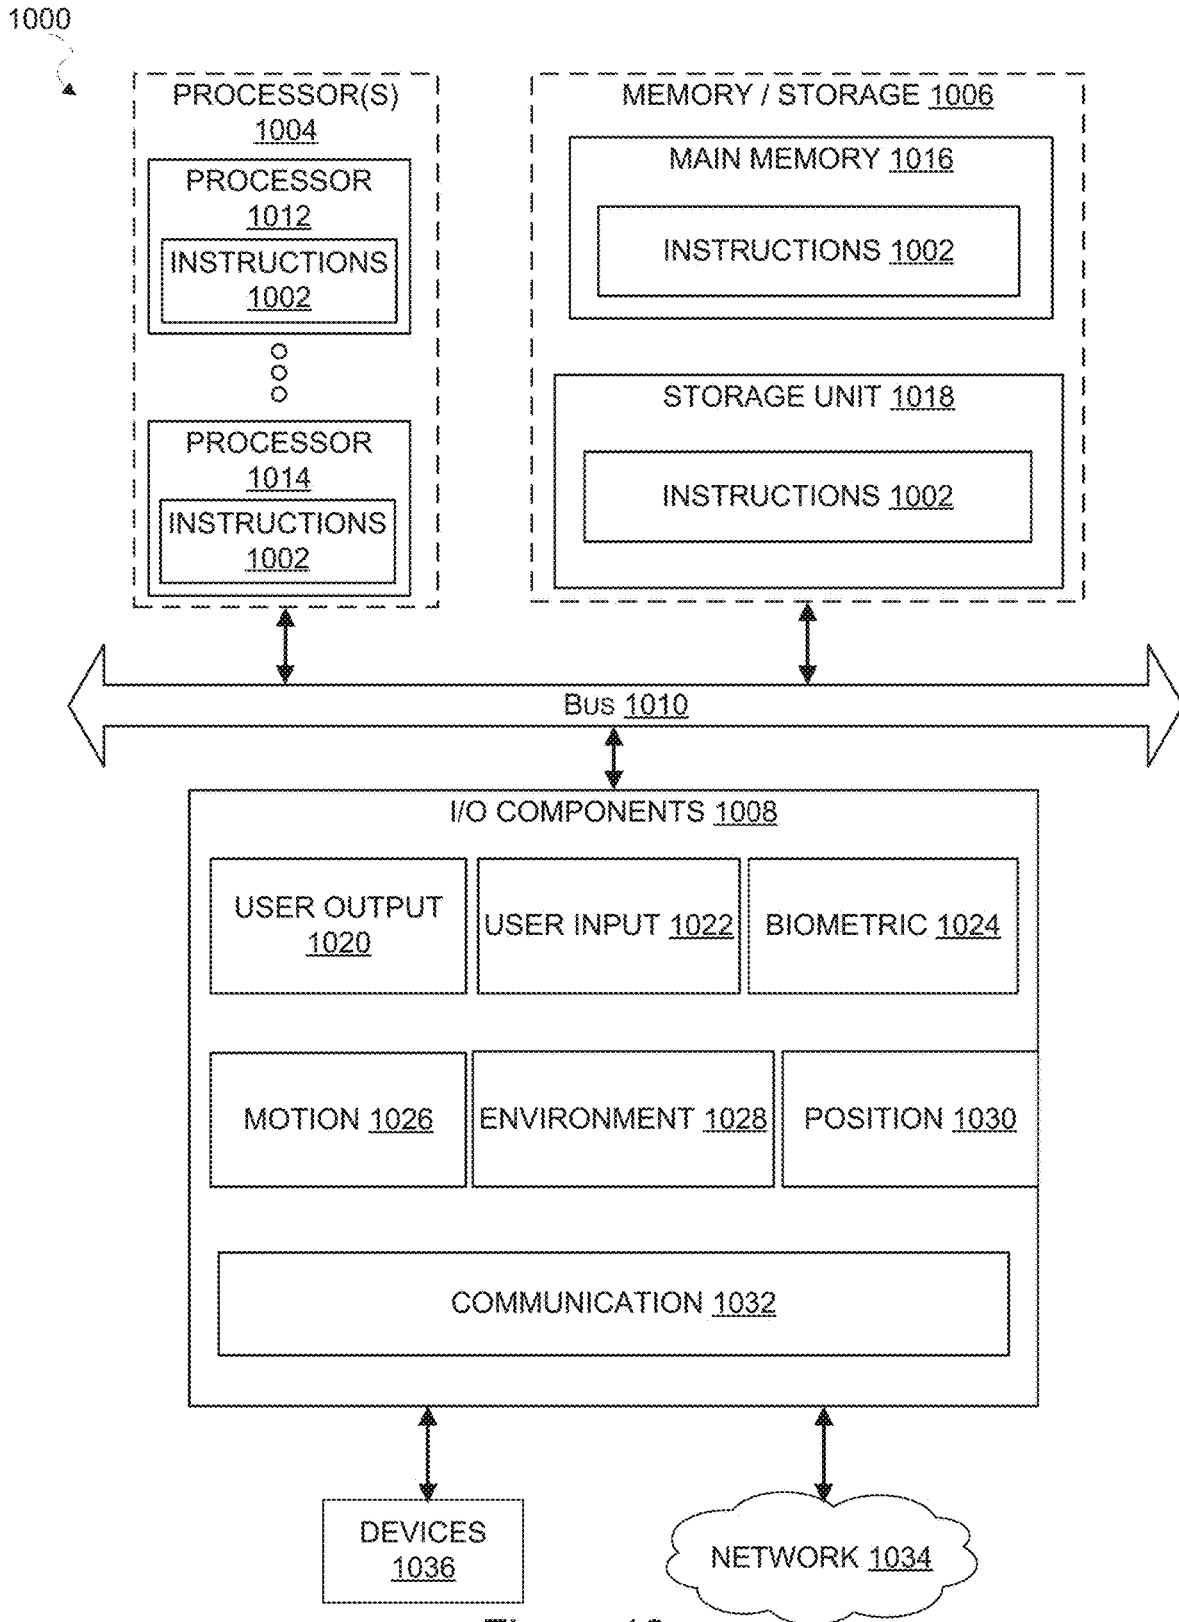 1000
PROCESSOR(S)
1004
PROCESSOR
1012
INSTRUCTIONS
1002
PROCESSOR
1014
INSTRUCTIONS
1002
MEMORY / STORAGE 1006
MAIN MEMORY 1016
INSTRUCTIONS 1002
STORAGE UNIT 1018
INSTRUCTIONS 1002
BUS 1010
I/O COMPONENTS 1008
USER OUTPUT
1020
USER INPUT 1022
BIOMETRIC 1024
MOTION 1026
ENVIRONMENT 1028
POSITION 1030
COMMUNICATION 1032
DEVICES
1036
NETWORK 1034